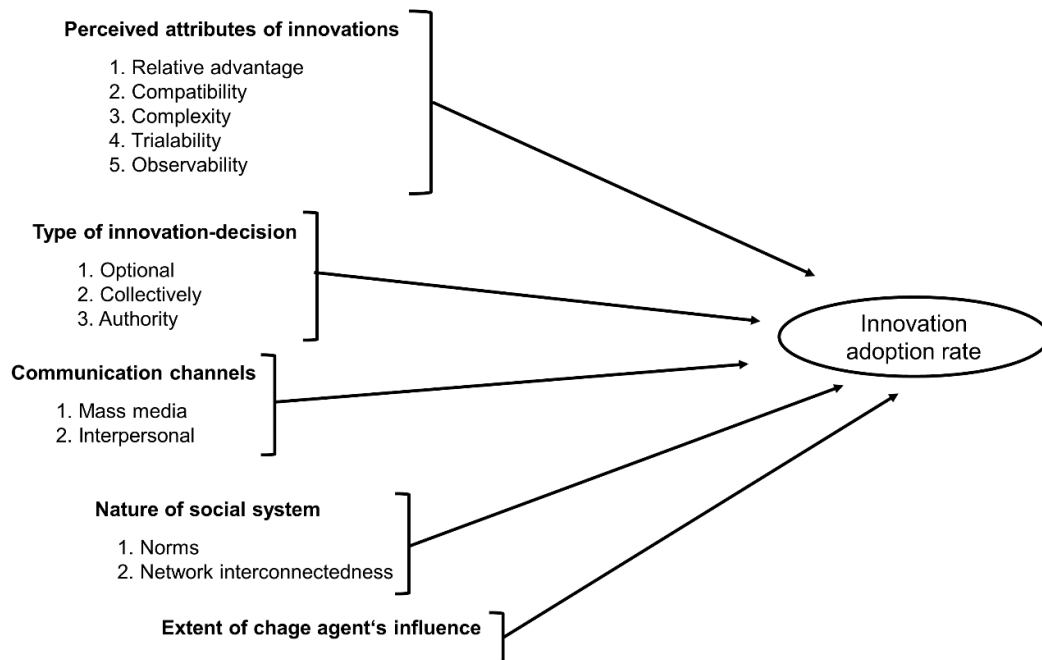 Perceived attributes of innovations
1. Relative advantage
2. Compatibility
3. Complexity
4. Trialability
5. Observability
Type of innovation-decision
1. Optional
2. Collectively
3. Authority
Communication channels
1. Mass media
2. Interpersonal
Nature of social system
1. Norms
2. Network interconnectedness
Extent of chage agent‘s influence
Innovation
adoption rate